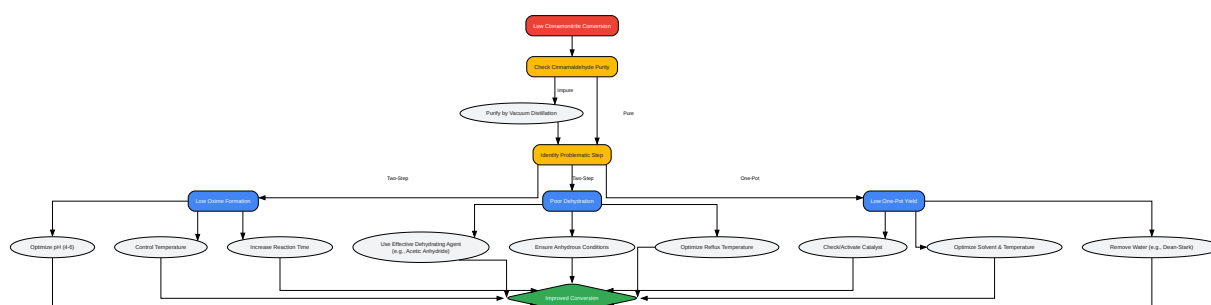 Low Cinnamonitrile Conversion
Check Cinnamaldehyde Purity
Impure
Purify by Vacuum Distillation
Pure
Identify Problematic Step
Two-Step
Two-Step
One-Pot
Low Oxime Formation
Poor Dehydration
Low One-Pot Yield
Optimize pH (4-6)
Control Temperature
Increase Reaction Time
Use Effective Dehydrating Agent
(e.g., Acetic Anhydride)
Ensure Anhydrous Conditions
Optimize Reflux Temperature
Check/Activate Catalyst
Optimize Solvent & Temperature
Remove Water (e.g., Dean-Stark)
Improved Conversion